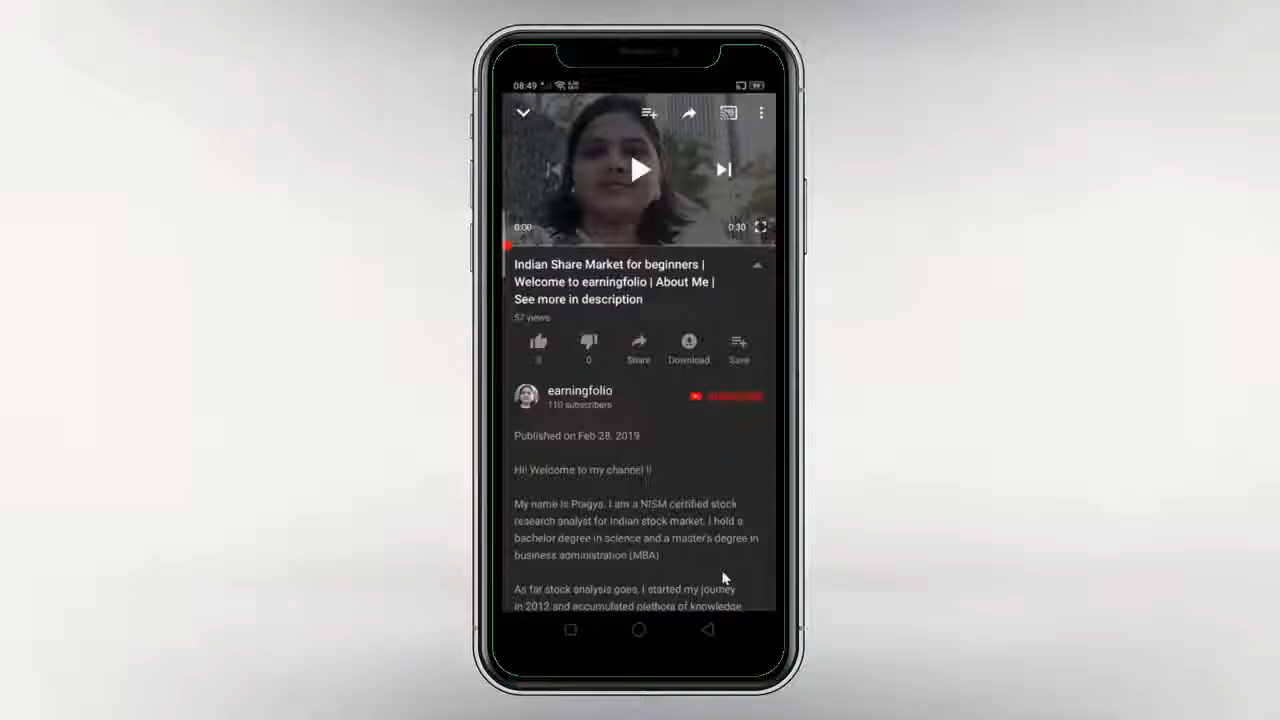 08:49
0:00
0:30
Indian Share Market for beginners |
Welcome to earningfolio | About Me |
See more in description
57 views
0
Share
Download
Save
earningfolio
110 subscribers
Published on Feb 28, 2019
Hi! Welcome to my channel !!
My name is Pragya. I am a NISM certified stock
research analyst for Indian stock market. I hold a
bachelor degree in science and a master's degree in
business administration (MBA)
As far stock analysis goes, I started my journey
in 2012 and accumulated plethora of knowledge